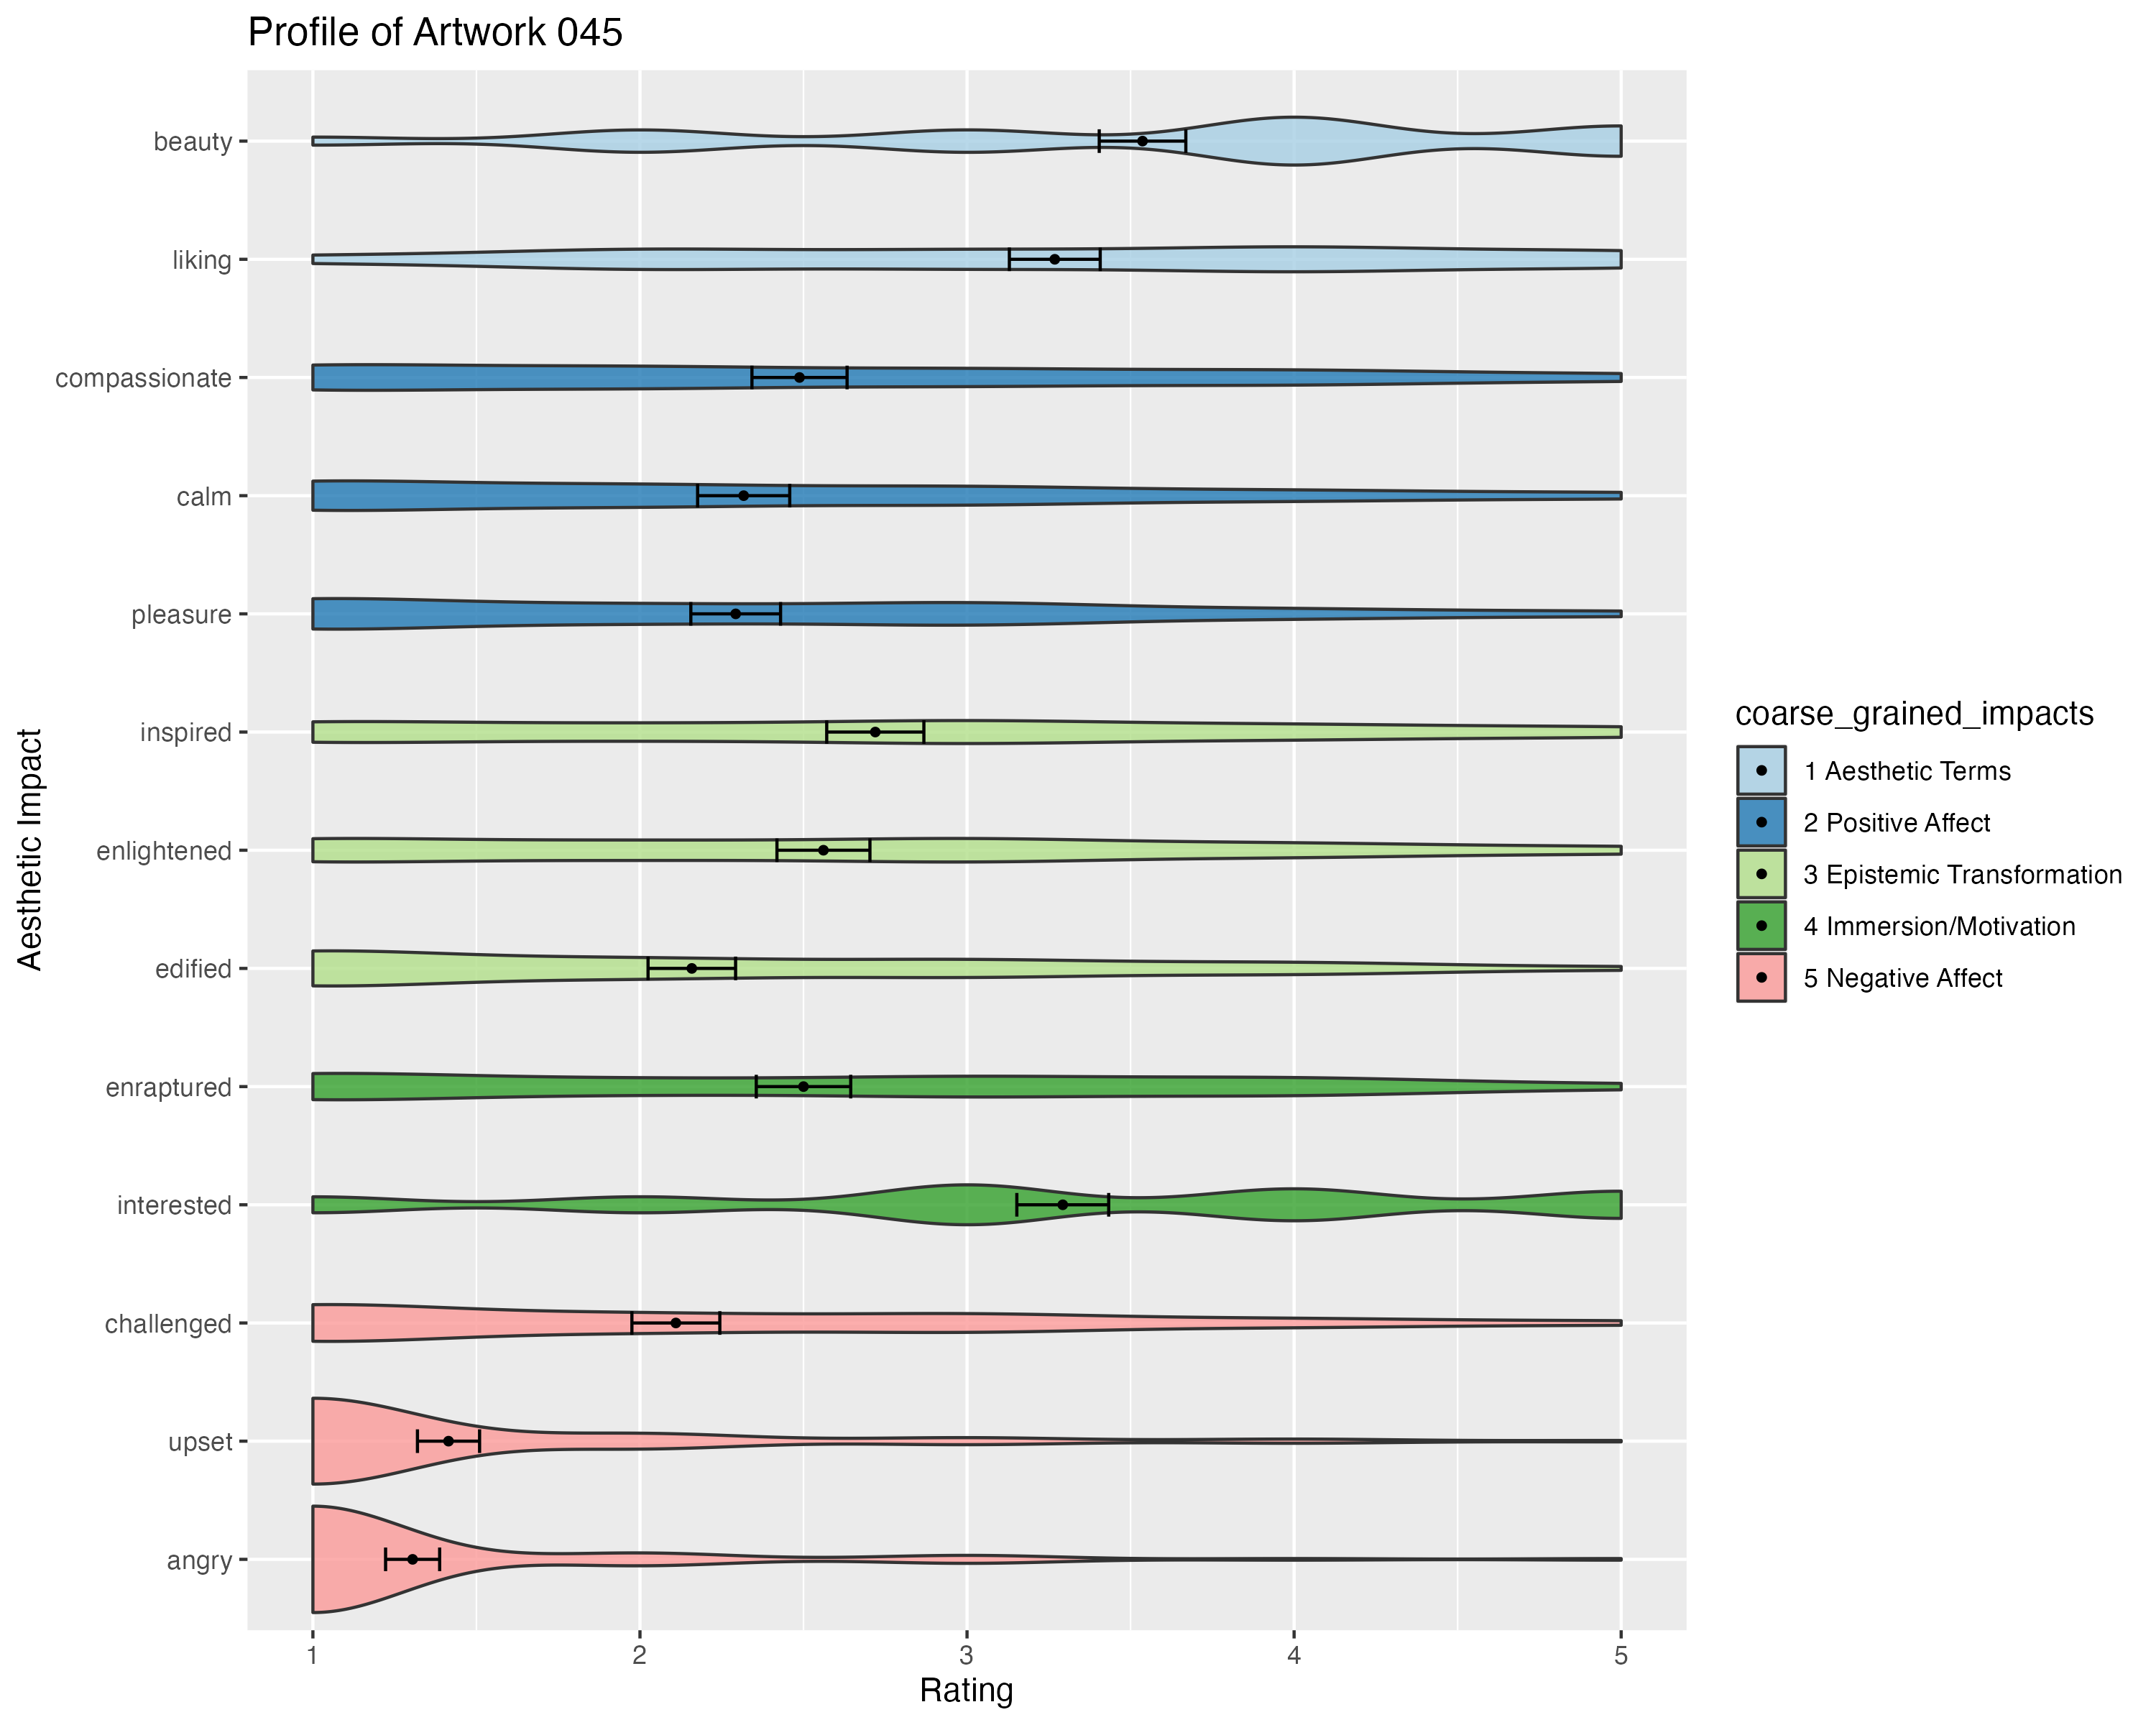 Profile of Artwork 045
Aesthetic Impact
beauty
liking
compassionate
calm
pleasure
inspired
enlightened
edified
enraptured
interested
challenged
upset
angry
1 2 3 4 5
Rating
coarse_grained_impacts
1 Aesthetic Terms
2 Positive Affect
3 Epistemic Transformation
4 Immersion/Motivation
5 Negative Affect